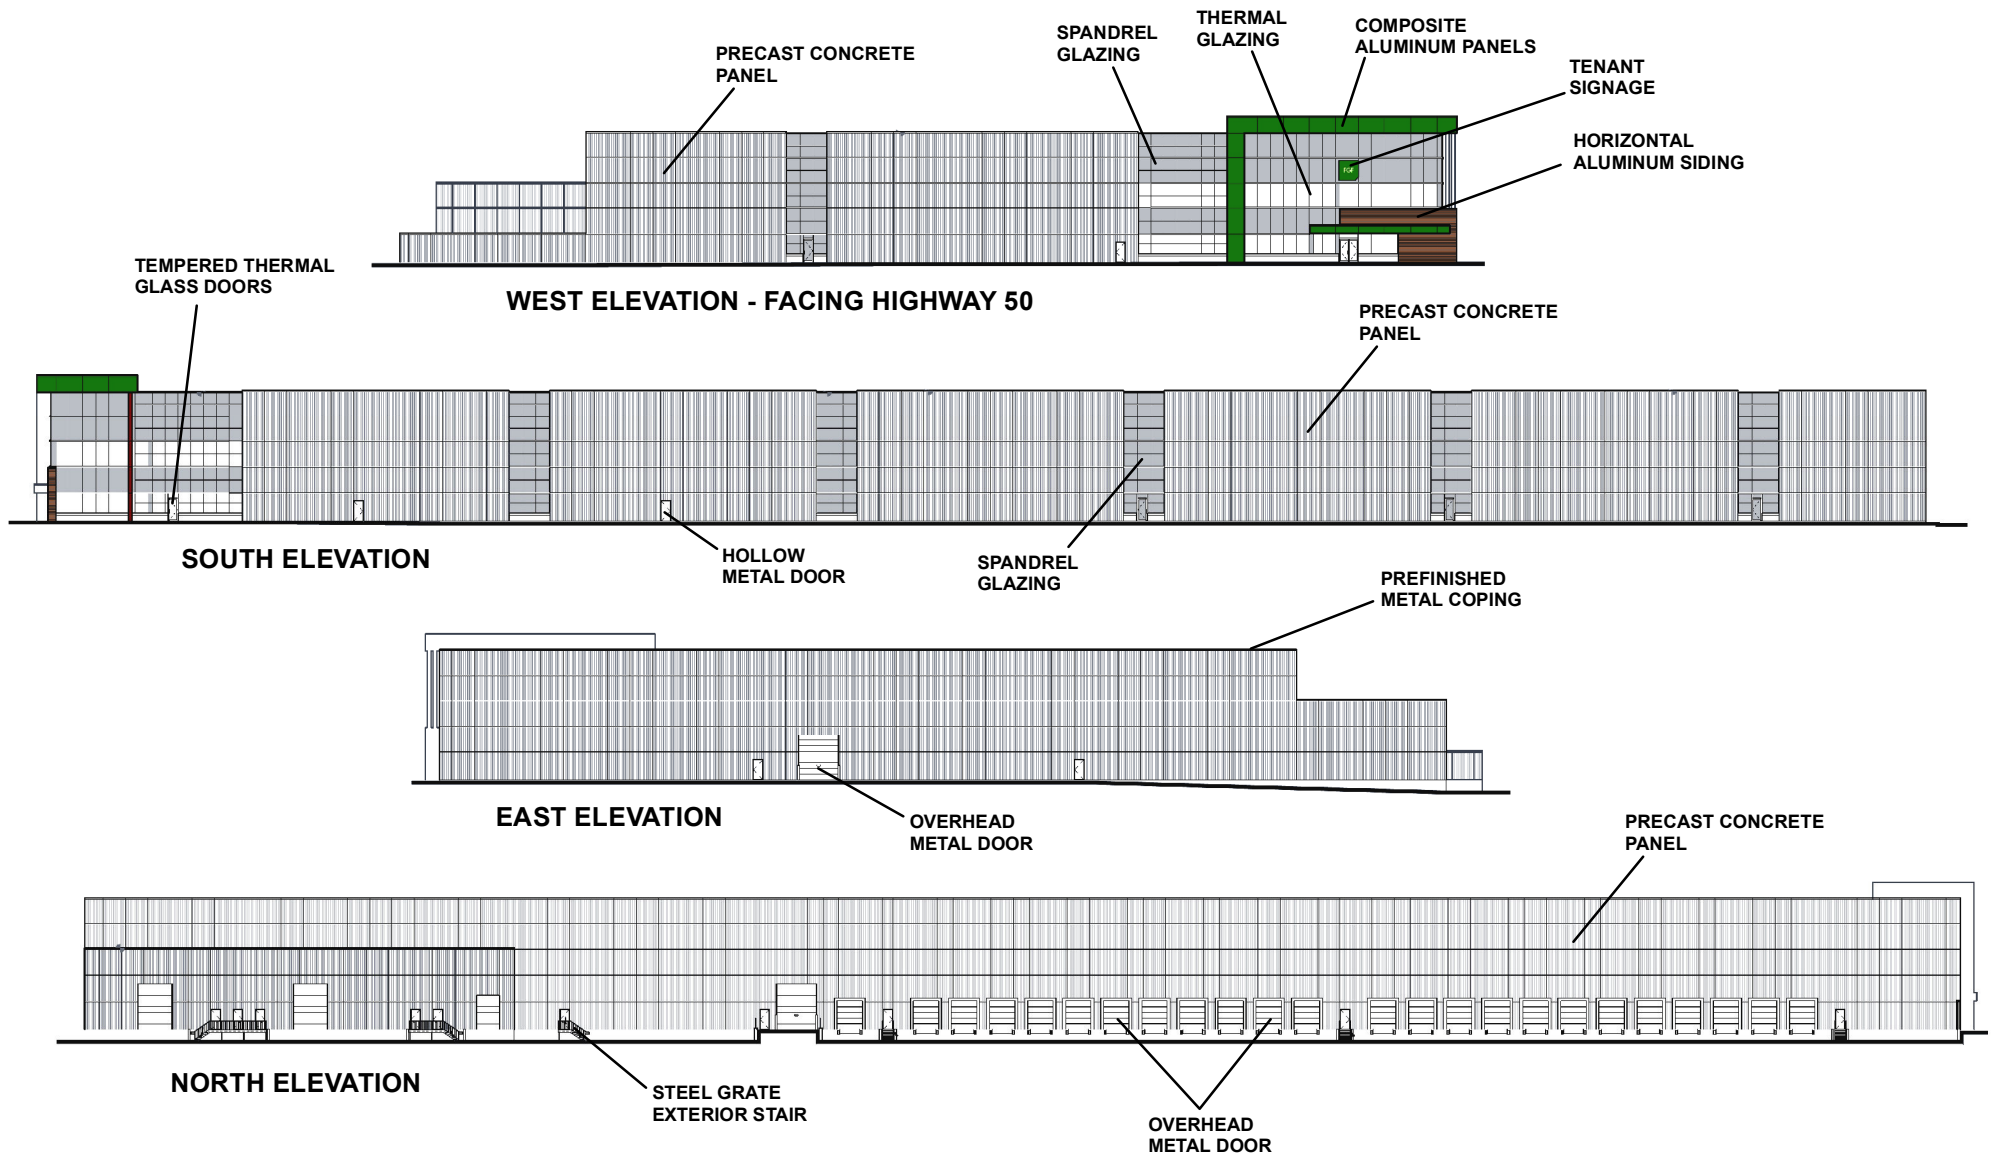 THERMAL
GLAZING
COMPOSITE
ALUMINUM PANELS
SPANDREL
GLAZING
PRECAST CONCRETE
PANEL
TENANT
SIGNAGE
HORIZONTAL
ALUMINUM SIDING
FGF
TEMPERED THERMAL
GLASS DOORS
WEST ELEVATION - FACING HIGHWAY 50
PRECAST CONCRETE
PANEL
SOUTH ELEVATION
HOLLOW
METAL DOOR
SPANDREL
GLAZING
PREFINISHED
METAL COPING
EAST ELEVATION
OVERHEAD
METAL DOOR
PRECAST CONCRETE
PANEL
NORTH ELEVATION
STEEL GRATE
EXTERIOR STAIR
OVERHEAD
METAL DOOR